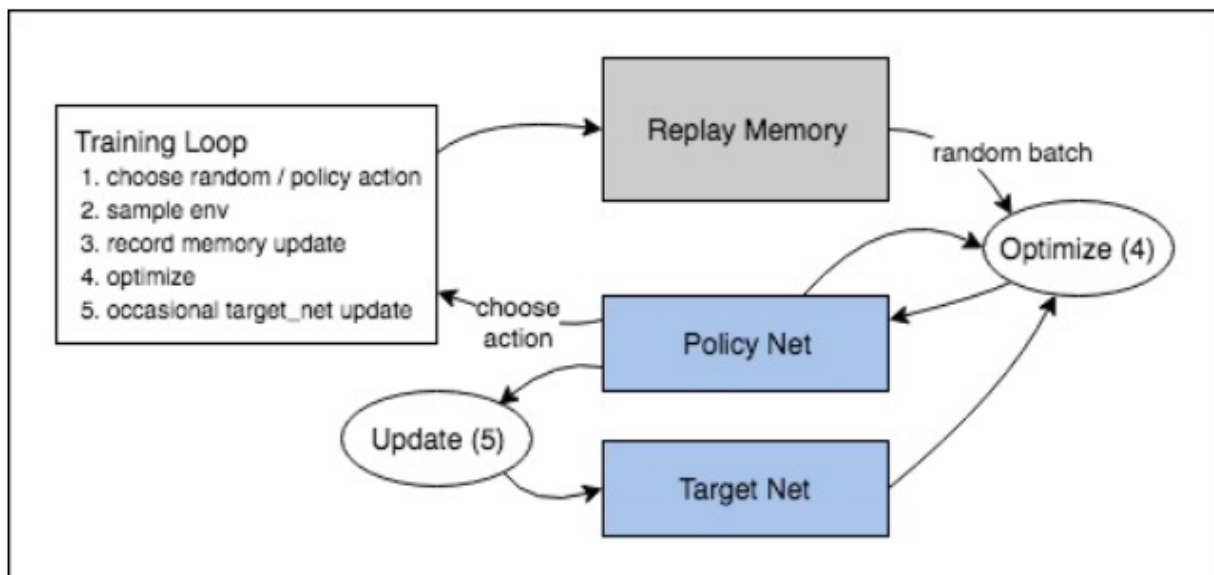 Training Loop
1. choose random / policy action
2. sample env
3. record memory update
4. optimize
5. occasional target_net update
Replay Memory
random batch
Optimize (4)
choose
action
Policy Net
Update (5)
Target Net